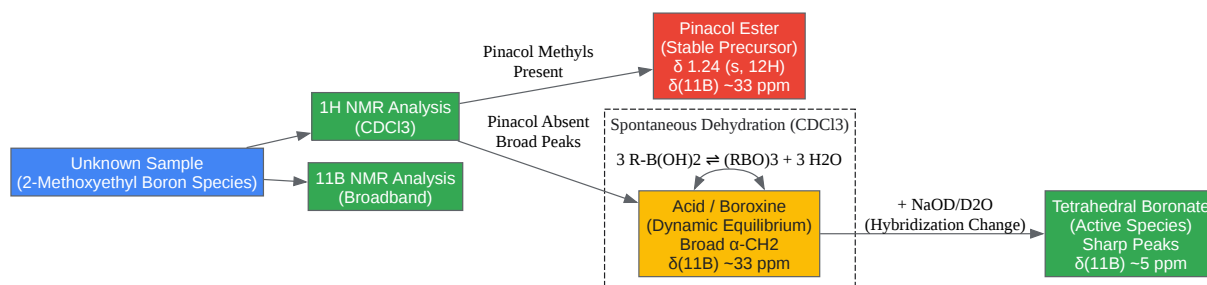 Unknown Sample
(2-Methoxyethyl Boron Species)
1H NMR Analysis
(CDCl3)
11B NMR Analysis
(Broadband)
Pinacol Methyls
Present
Pinacol Absent
Broad Peaks
Pinacol Ester
(Stable Precursor)
δ 1.24 (s, 12H)
δ(11B) ~33 ppm
Spontaneous Dehydration (CDCl3)
3 R-B(OH)2 ⇌ (RBO)3 + 3 H2O
Acid / Boroxine
(Dynamic Equilibrium)
Broad α-CH2
δ(11B) ~33 ppm
+ NaOD/D2O
(Hybridization Change)
Tetrahedral Boronate
(Active Species)
Sharp Peaks
δ(11B) ~5 ppm